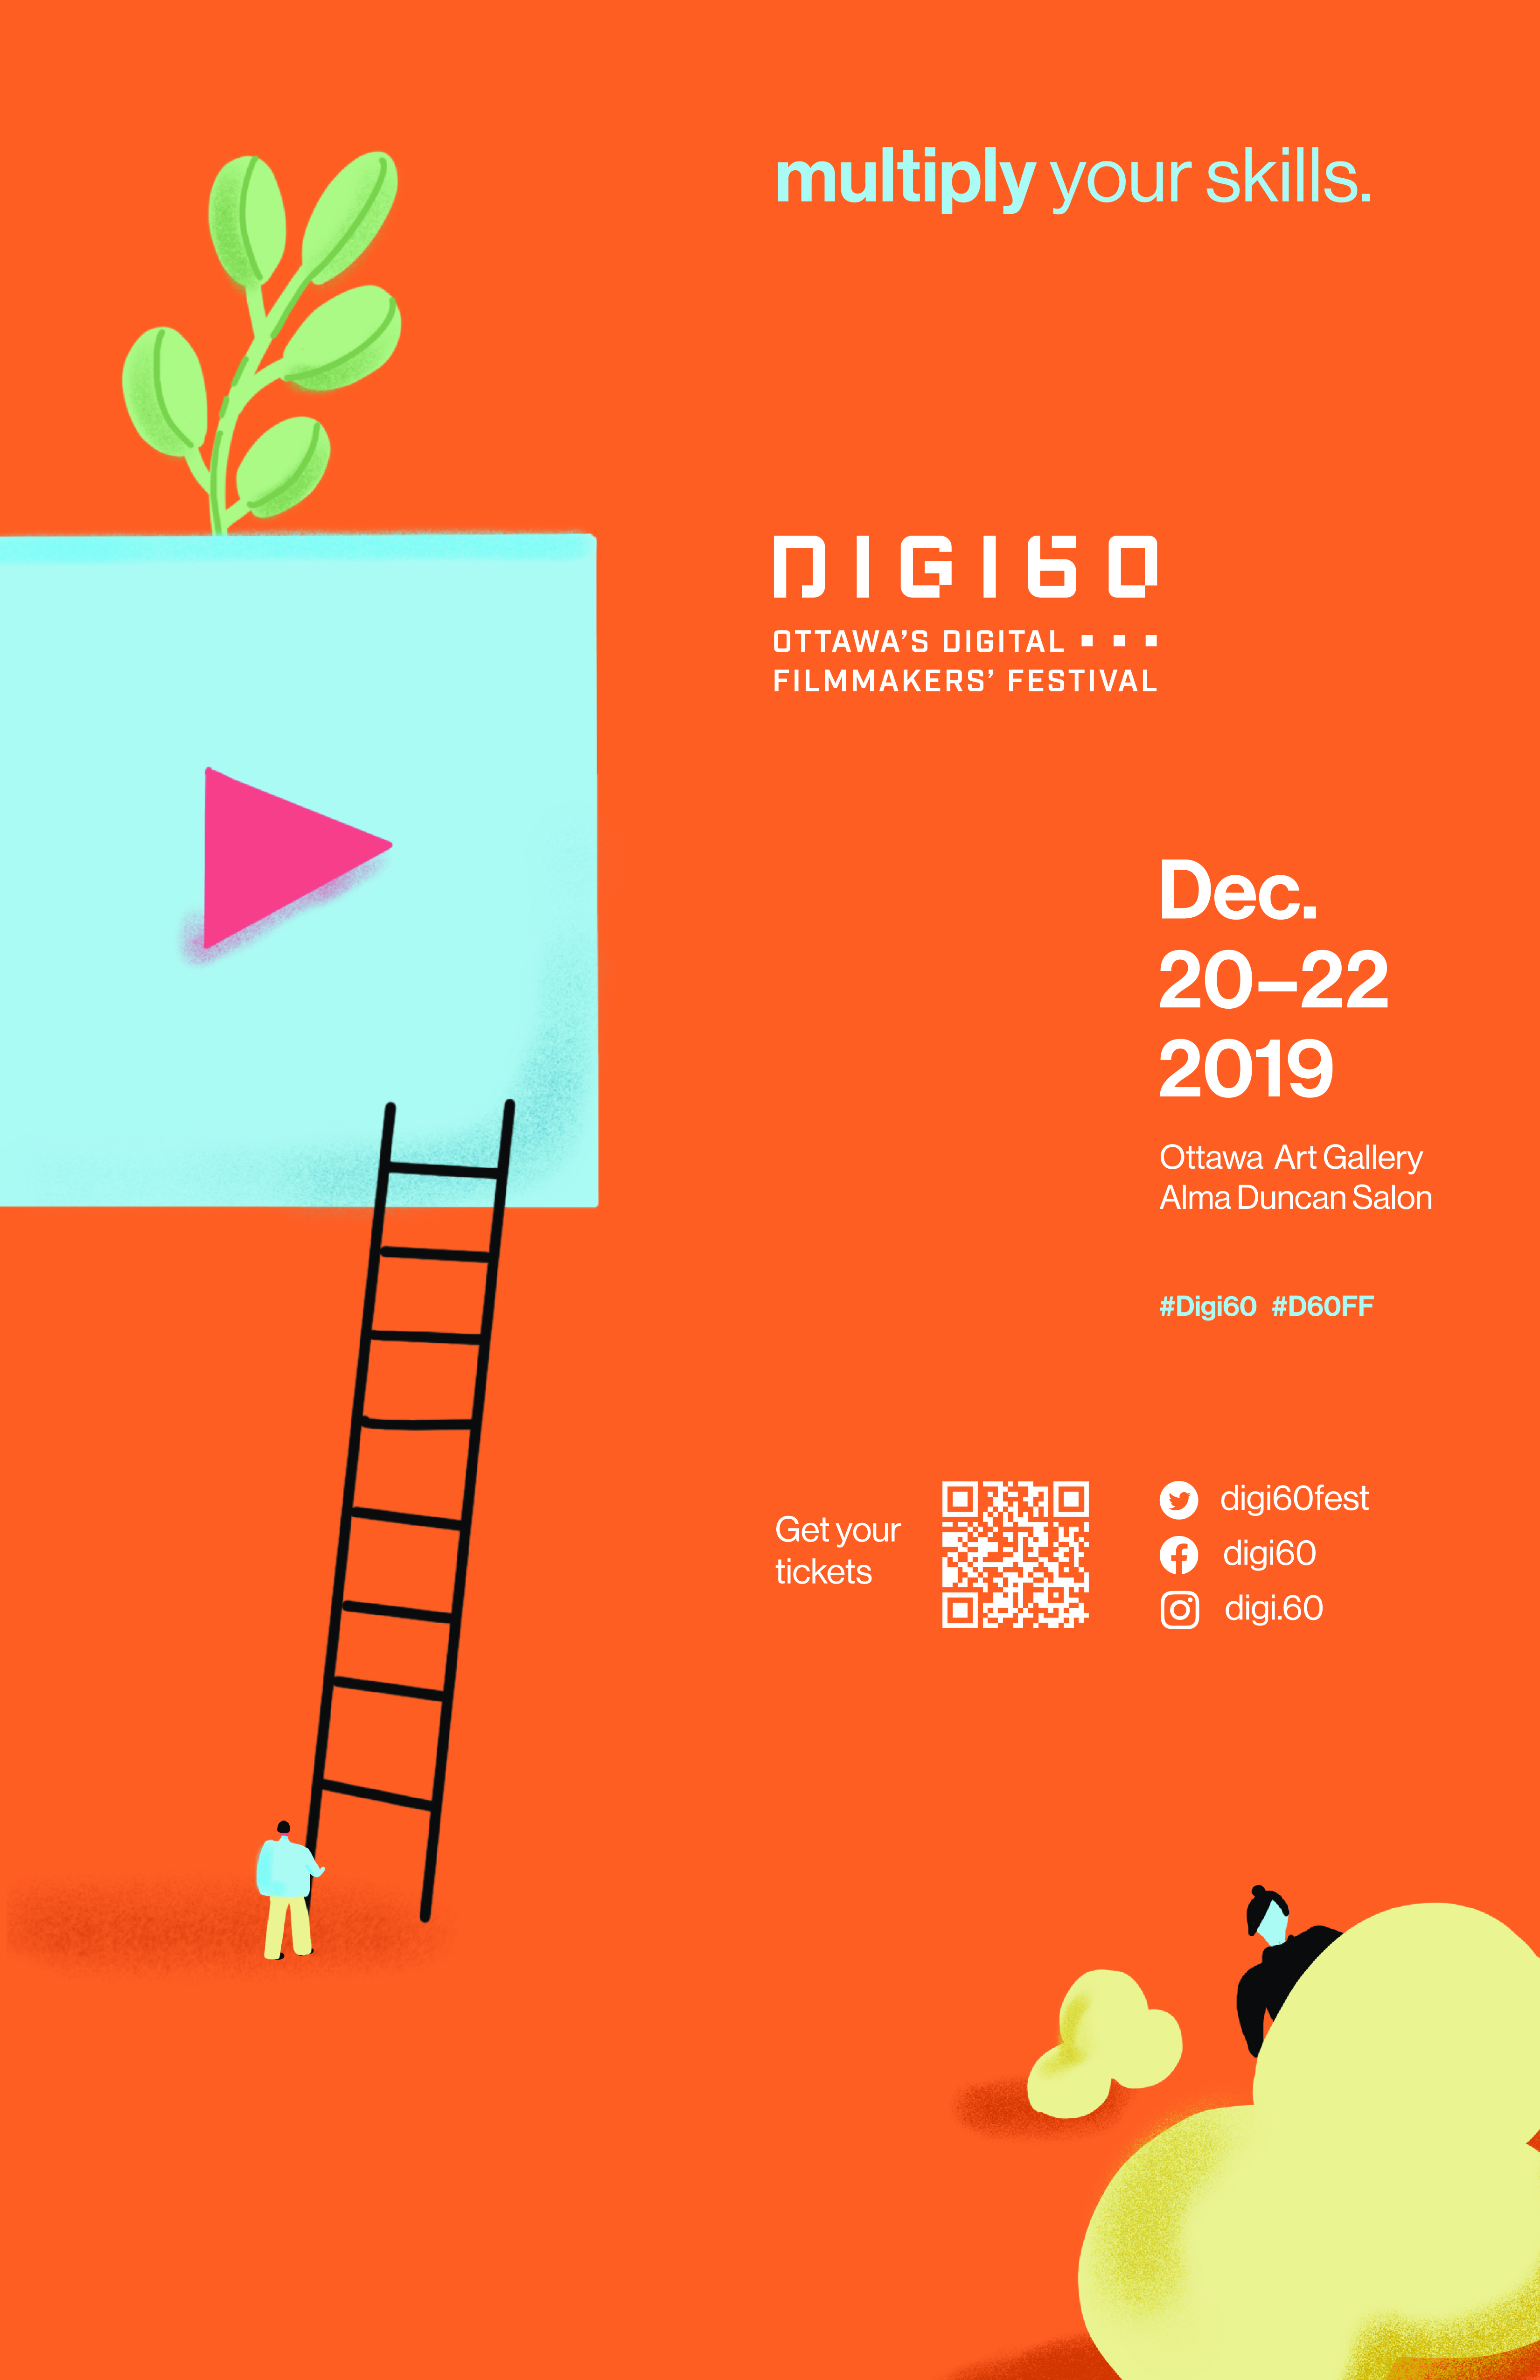 multiply your skills.
DIGI60
OTTAWA'S DIGITAL
FILMMAKERS' FESTIVAL
Dec.
20–22
2019
Ottawa Art Gallery
Alma Duncan Salon
#Digi60 #D60FF
Get your
tickets
digi60fest
digi60
digi.60